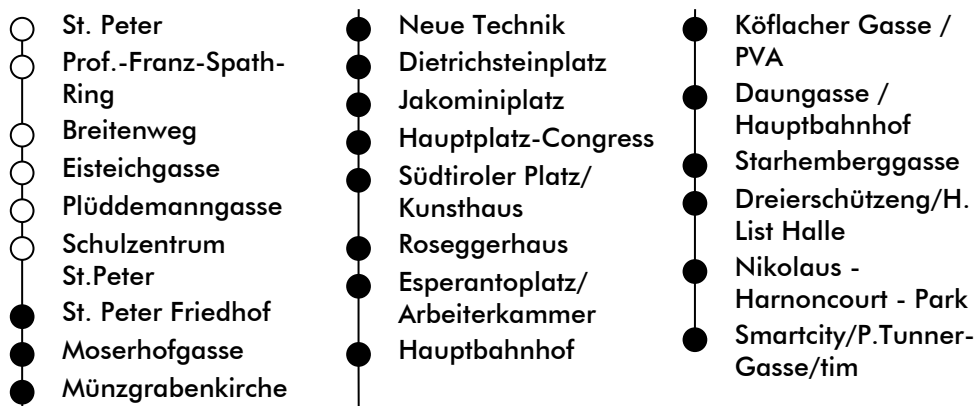 St. Peter
Prof.-Franz-Spath-
Ring
Breitenweg
Eisteichgasse
Plüddemanngasse
Schulzentrum
St.Peter
St. Peter Friedhof
Moserhofgasse
Münzgrabenkirche
Neue Technik
Dietrichsteinplatz
Jakominiplatz
Hauptplatz-Congress
Südtiroler Platz/
Kunsthaus
Roseggerhaus
Esperantoplatz/
Arbeiterkammer
Hauptbahnhof
Köflacher Gasse /
PVA
Daungasse /
Hauptbahnhof
Starhemberggasse
Dreierschützeng/H.
List Halle
Nikolaus -
Harnoncourt - Park
Smartcity/P.Tunner-
Gasse/tim